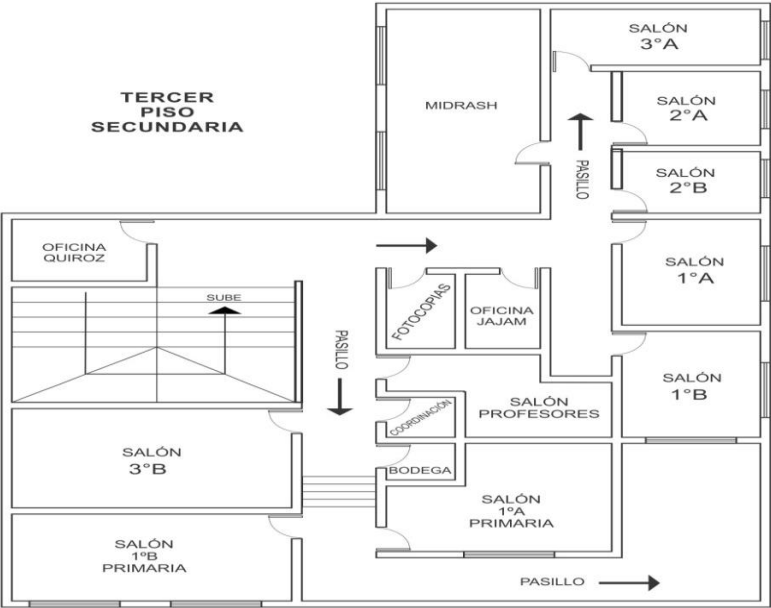 TERCER
PISO
SECUNDARIA
MIDRASH
SALÓN
3°A
SALÓN
2°A
PASILLO
SALÓN
2°B
OFICINA
QUIROZ
SALÓN
1°A
SUBE
FOTOCOPIAS
OFICINA
JAJAM
PASILLO
SALÓN
1°B
COORDINACIÓN
SALÓN
PROFESORES
SALÓN
3°B
BODEGA
SALÓN
1ºA
PRIMARIA
SALÓN
1ºB
PRIMARIA
PASILLO